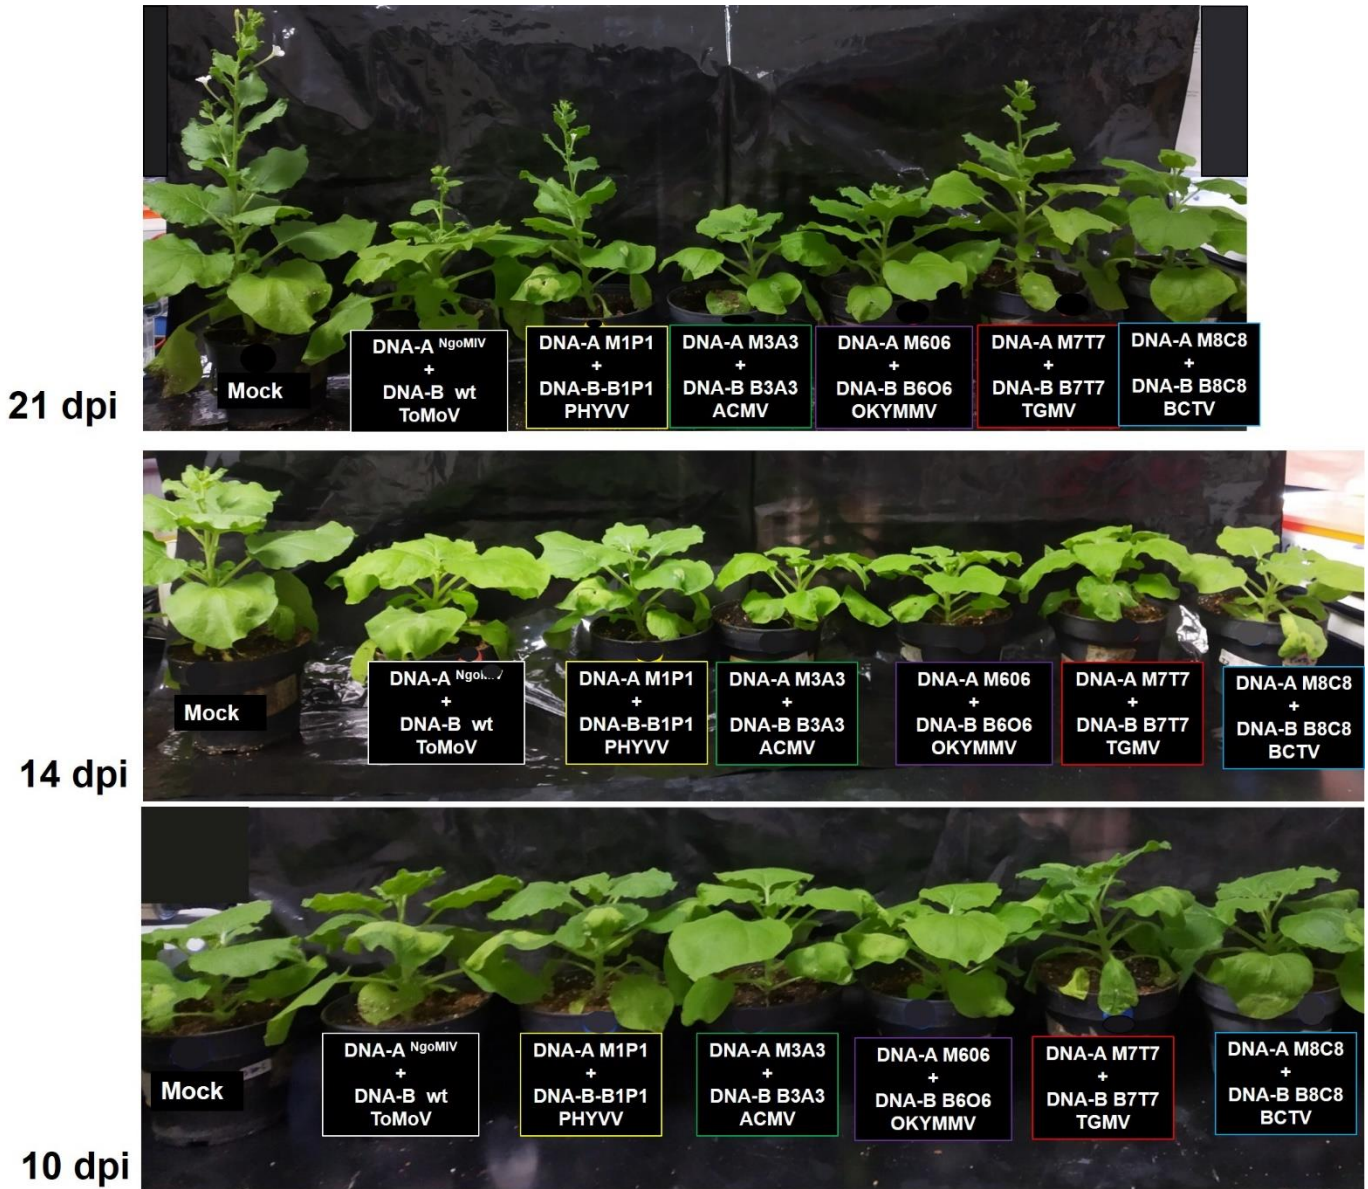 21 dpi
Mock
DNA-A NgoMIV
+
DNA-B wt
ToMoV
DNA-A M1P1
+
DNA-B-B1P1
PHYVV
DNA-A M3A3
+
DNA-B B3A3
ACMV
DNA-A M606
+
DNA-B B6O6
OKYMMV
DNA-A M7T7
+
DNA-B B7T7
TGMV
DNA-A M8C8
+
DNA-B B8C8
BCTV
14 dpi
Mock
DNA-A
+
DNA-B wt
ToMoV
DNA-A M1P1
+
DNA-B-B1P1
PHYVV
DNA-A M3A3
+
DNA-B B3A3
ACMV
DNA-A M606
+
DNA-B B6O6
OKYMMV
DNA-A M7T7
+
DNA-B B7T7
TGMV
DNA-A M8C8
+
DNA-B B8C8
BCTV
10 dpi
Mock
DNA-A NgoMIV
+
DNA-B wt
ToMoV
DNA-A M1P1
+
DNA-B-B1P1
PHYVV
DNA-A M3A3
+
DNA-B B3A3
ACMV
DNA-A M606
+
DNA-B B6O6
OKYMMV
DNA-A M7T7
+
DNA-B B7T7
TGMV
DNA-A M8C8
+
DNA-B B8C8
BCTV